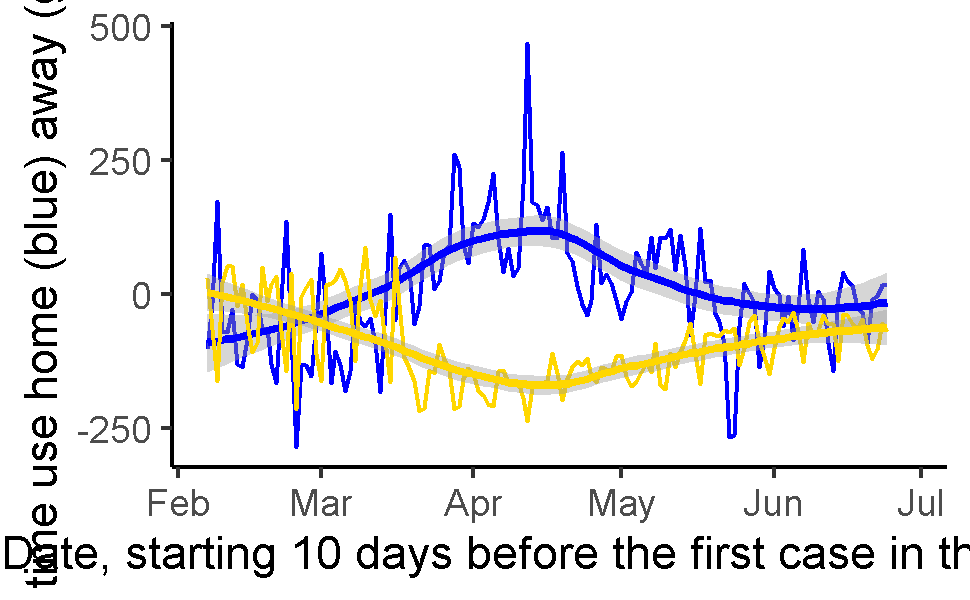 time use home (blue) away (
500
250
0
-250
Feb Mar Apr May Jun Jul
Date, starting 10 days before the first case in th